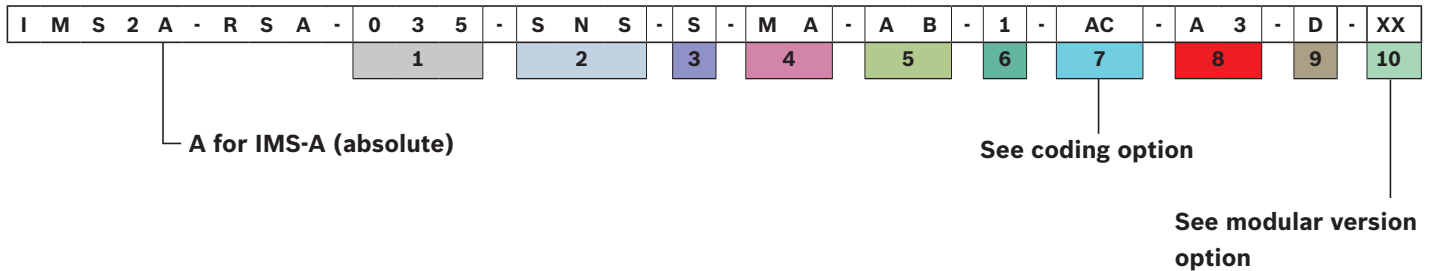 I M S 2 A - R S A - 0 3 5 - S N S - S - M A - A B - 1 - AC - A 3 - D - XX
1 2 3 4 5 6 7 8 9 10
A for IMS-A (absolute)
See coding option
See modular version
option